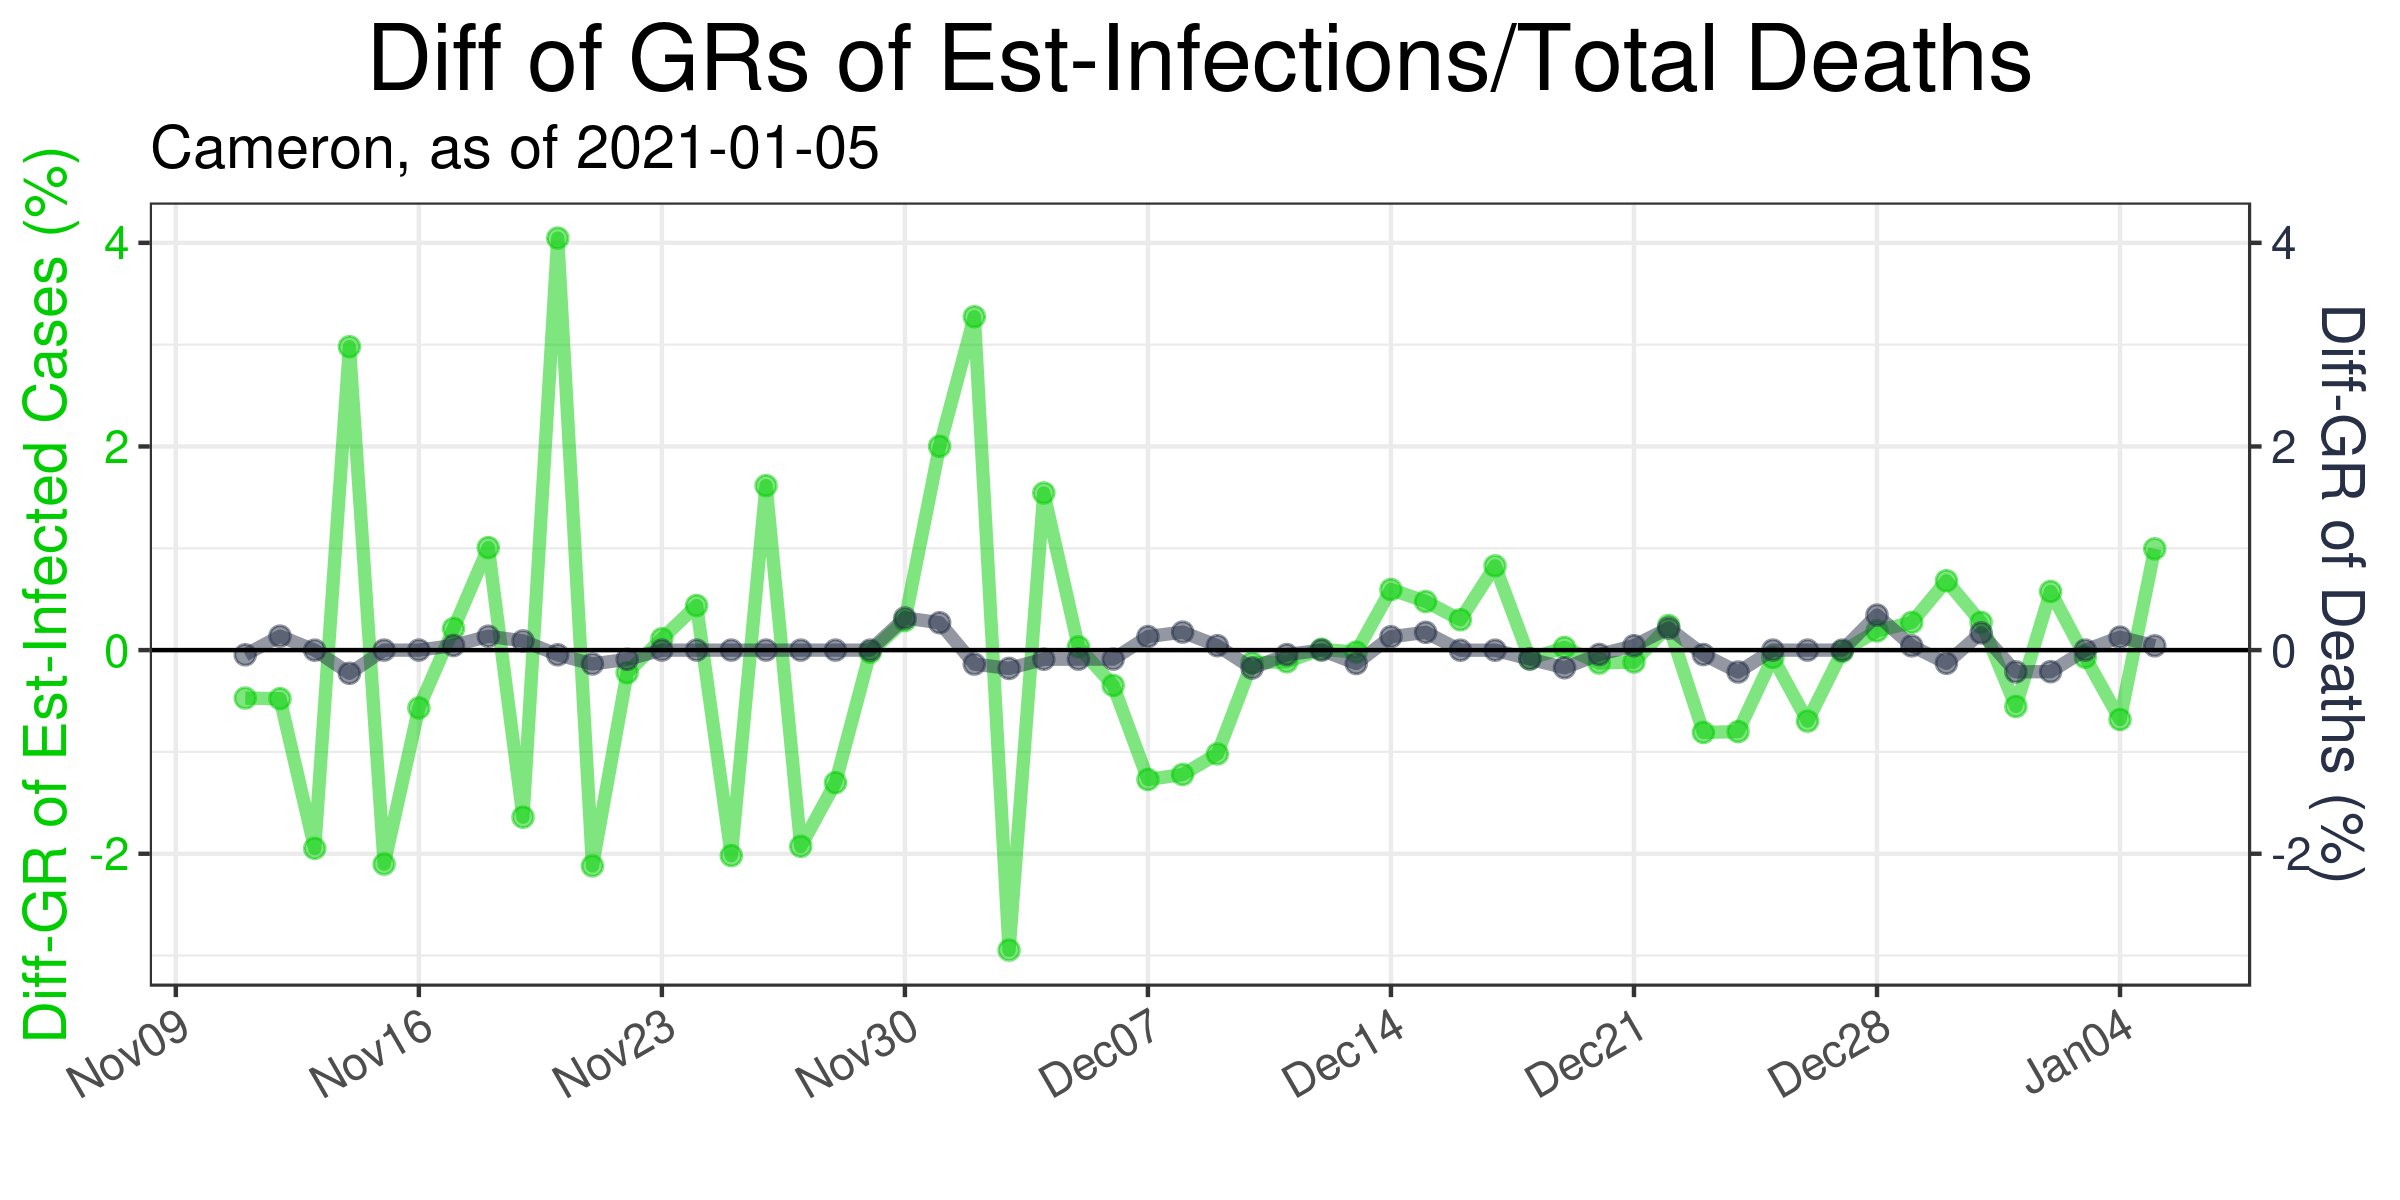 Diff of GRs of Est-Infections/Total Deaths
Cameron, as of 2021-01-05
Diff-GR of Est-Infected Cases (%)
4
2
0
-2
4
2
0
-2
Diff-GR of Deaths (%)
Nov09
Nov16
Nov23
Nov30
Dec07
Dec14
Dec21
Dec28
Jan04